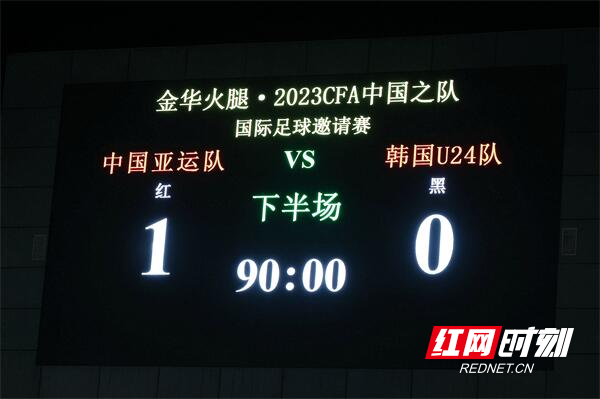 金华火腿·2023CFA中国之队
国际足球邀请赛
中国亚运队 VS 韩国U24队
红 黑
下半场
1 0
90:00
红网时刻
REDNET.CN